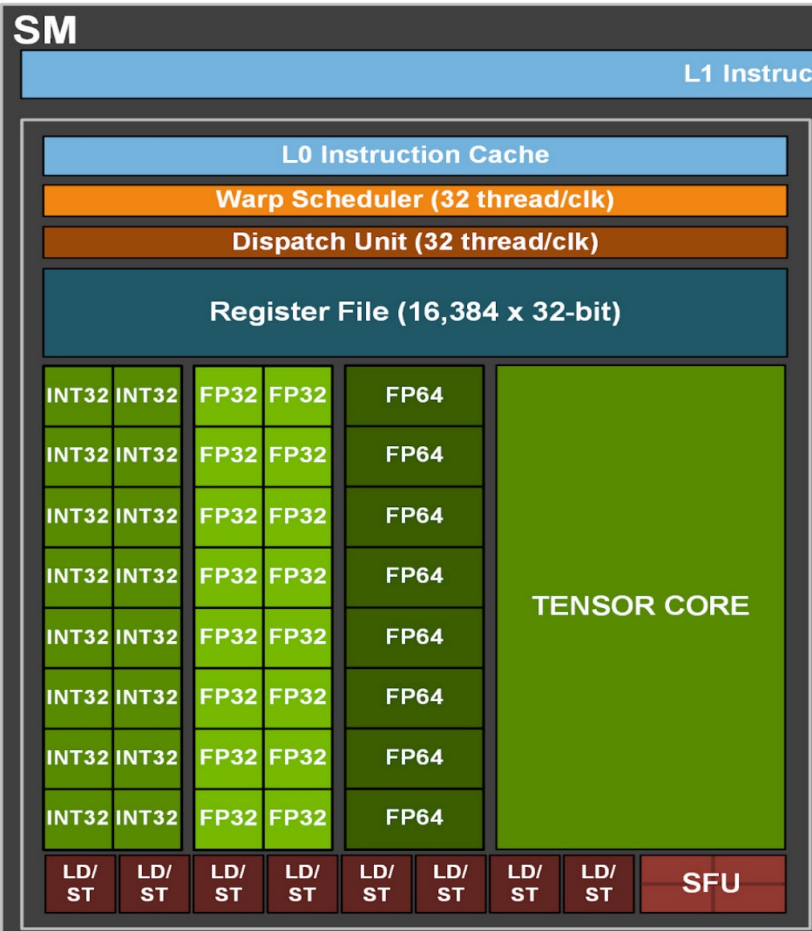 SM
L1 Instruc
L0 Instruction Cache
Warp Scheduler (32 thread/clk)
Dispatch Unit (32 thread/clk)
Register File (16,384 x 32-bit)
INT32 INT32 FP32 FP32 FP64
INT32 INT32 FP32 FP32 FP64
INT32 INT32 FP32 FP32 FP64
INT32 INT32 FP32 FP32 FP64
TENSOR CORE
INT32 INT32 FP32 FP32 FP64
INT32 INT32 FP32 FP32 FP64
INT32 INT32 FP32 FP32 FP64
INT32 INT32 FP32 FP32 FP64
LD/ LD/ LD/ LD/ LD/ LD/ LD/ LD/
ST ST ST ST ST ST ST ST
SFU